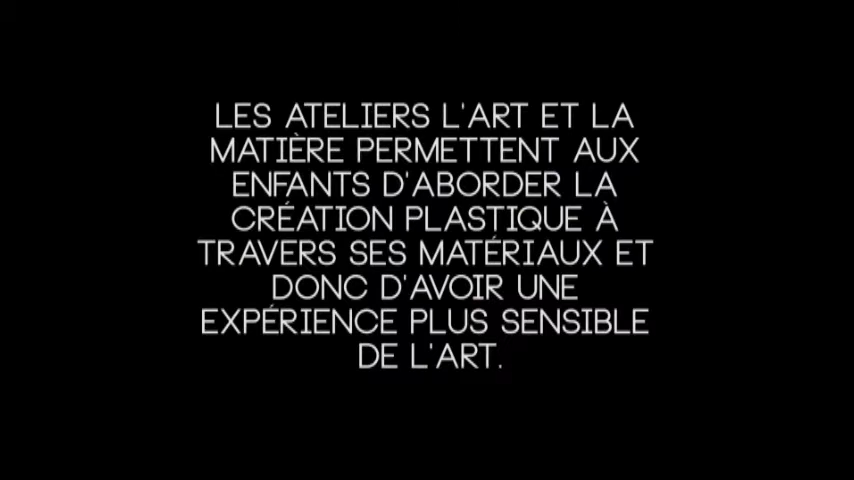 LES ATELIERS L'ART ET LA
MATIÈRE PERMETTENT AUX
ENFANTS D'ABORDER LA
CRÉATION PLASTIQUE À
TRAVERS SES MATÉRIAUX ET
DONC D'AVOIR UNE
EXPÉRIENCE PLUS SENSIBLE
DE L'ART.